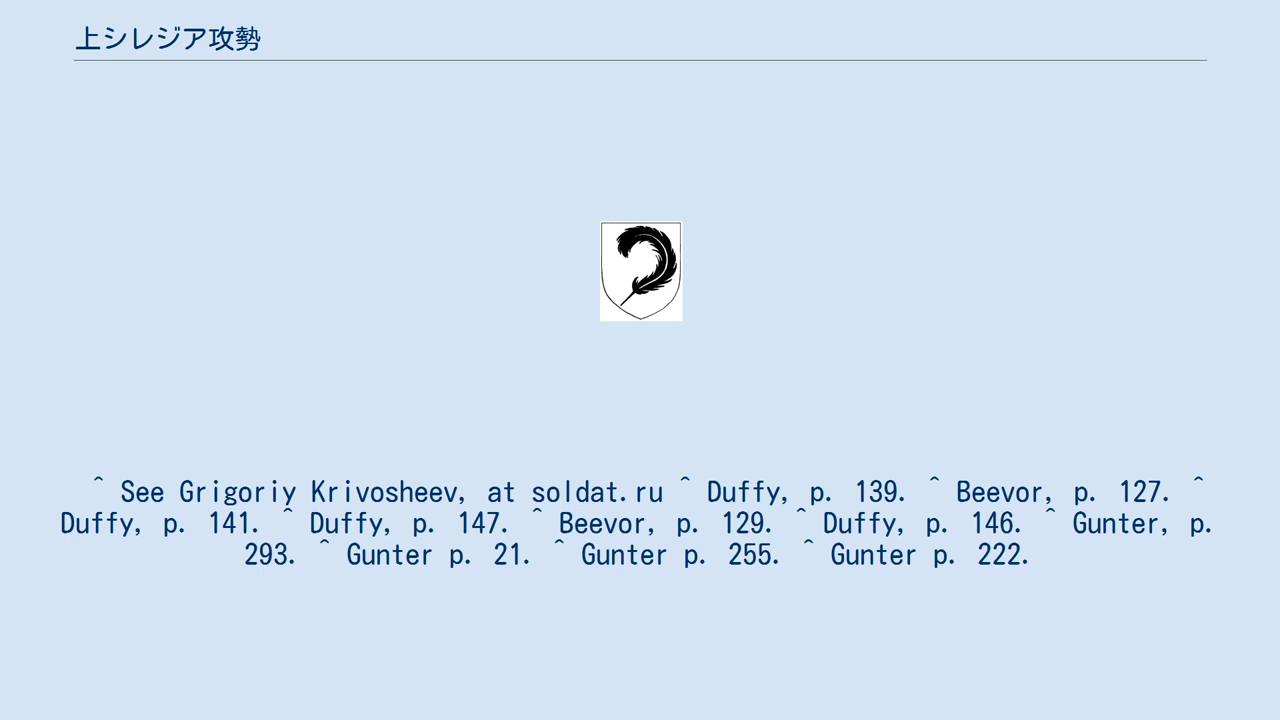 上シレジア攻勢
^ See Grigoriy Krivosheev, at soldat.ru ^ Duffy, p. 139. ^ Beevor, p. 127. ^
Duffy, p. 141. ^ Duffy, p. 147. ^ Beevor, p. 129. ^ Duffy, p. 146. ^ Gunter, p.
293. ^ Gunter p. 21. ^ Gunter p. 255. ^ Gunter p. 222.